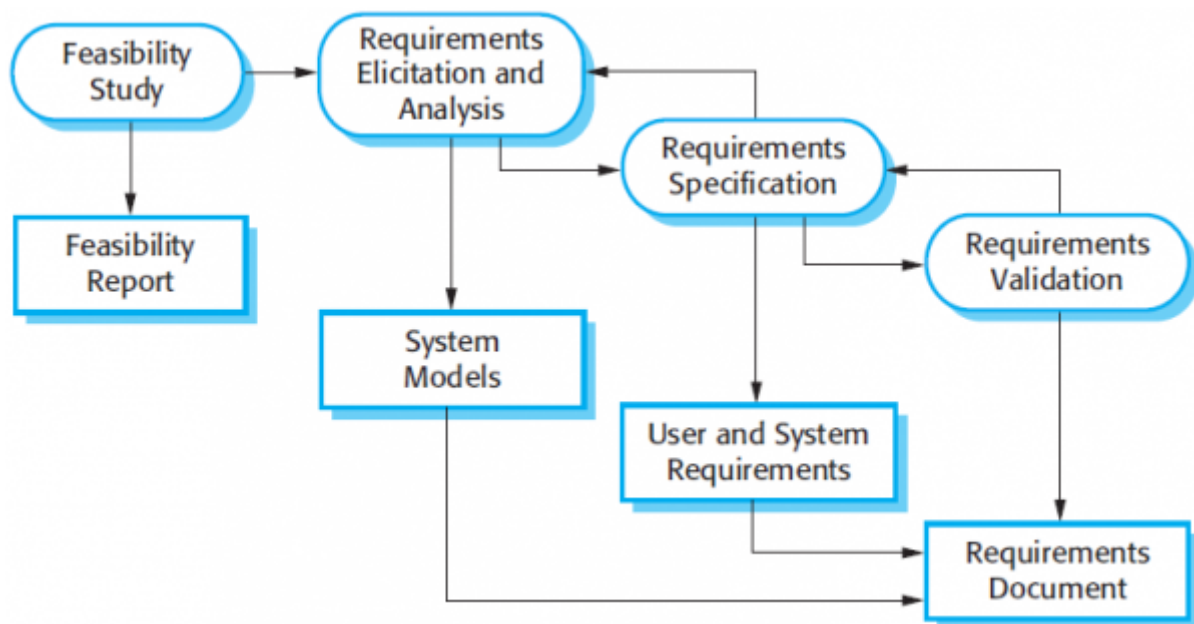 Feasibility
Study
Requirements
Elicitation and
Analysis
Requirements
Specification
Requirements
Validation
Feasibility
Report
System
Models
User and System
Requirements
Requirements
Document